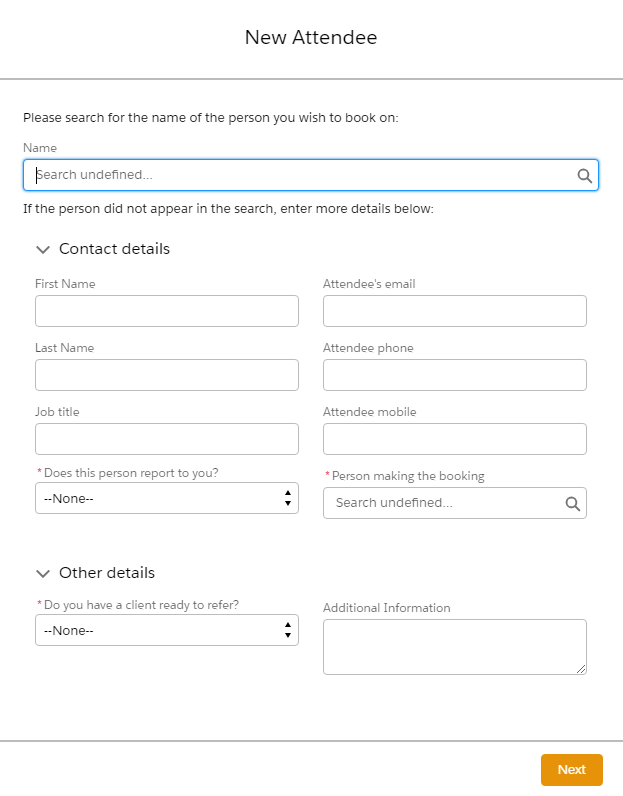 New Attendee
Please search for the name of the person you wish to book on:
Name
Search undefined...
If the person did not appear in the search, enter more details below:
Contact details
First Name
Attendee's email
Last Name
Attendee phone
Job title
Attendee mobile
*Does this person report to you?
--None--
*Person making the booking
Search undefined...
Other details
*Do you have a client ready to refer?
--None--
Additional Information
Next